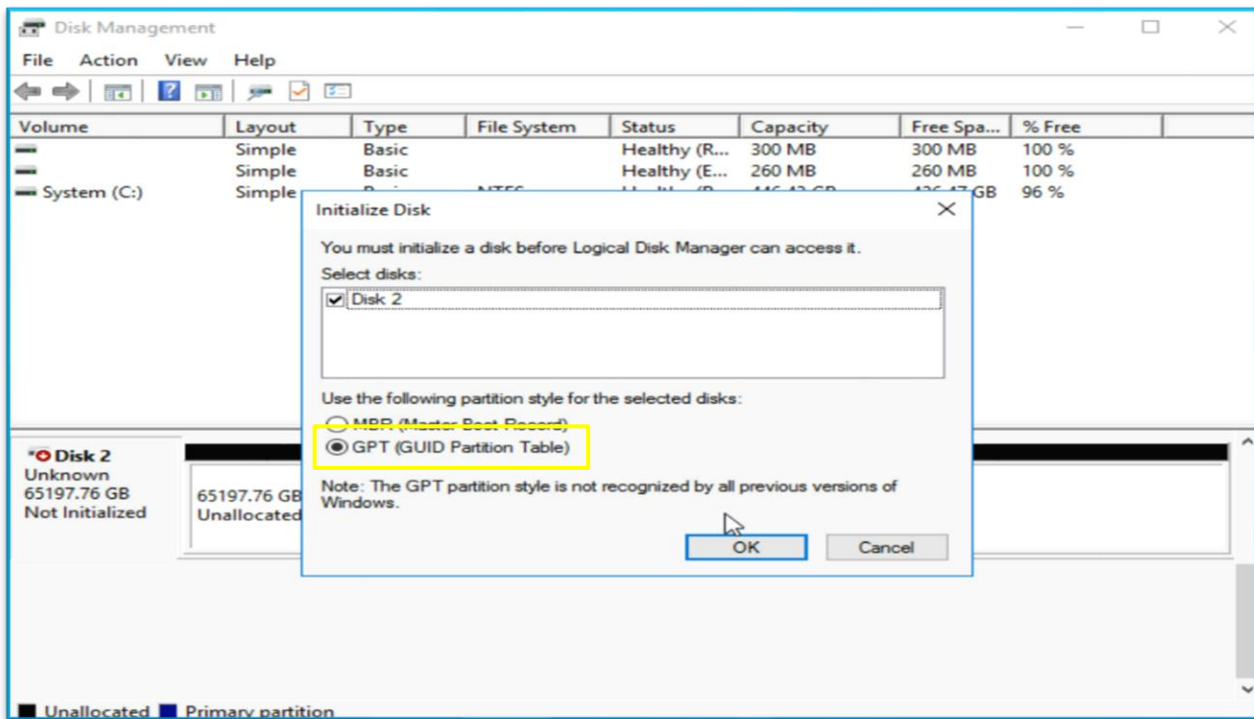 Disk Management
File Action View Help
Volume Layout Type File System Status Capacity Free Spa... % Free
Simple Basic Healthy (R... 300 MB 300 MB 100 %
Simple Basic Healthy (E... 260 MB 260 MB 100 %
System (C:) Simple NTFS GB 96 %
Initialize Disk
You must initialize a disk before Logical Disk Manager can access it.
Select disks:
Disk 2
Use the following partition style for the selected disks:
MBR (Master Boot Record)
GPT (GUID Partition Table)
Note: The GPT partition style is not recognized by all previous versions of
Windows.
OK Cancel
Disk 2
Unknown
65197.76 GB
Not Initialized
65197.76 GB
Unallocated
Unallocated Primary partition